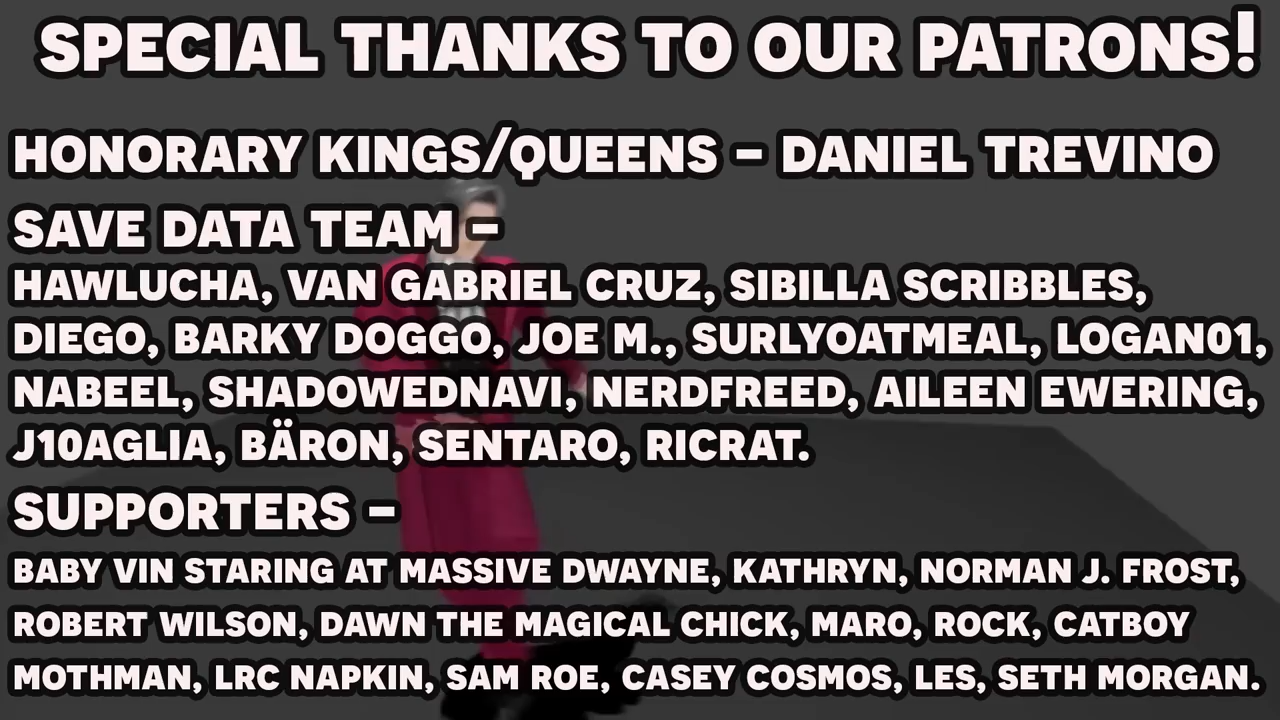 SPECIAL THANKS TO OUR PATRONS!
HONORARY KINGS/QUEENS - DANIEL TREVINO
SAVE DATA TEAM -
HAWLUCHA, VAN GABRIEL CRUZ, SIBILLA SCRIBBLES,
DIEGO, BARKY DOGGO, JOE M., SURLYOATMEAL, LOGAN01,
NABEEL, SHADOWEDNAVI, NERDFREED, AILEEN EWERING,
J10AGLIA, BÄRON, SENTARO, RICRAT.
SUPPORTERS -
BABY VIN STARING AT MASSIVE DWAYNE, KATHRYN, NORMAN J. FROST,
ROBERT WILSON, DAWN THE MAGICAL CHICK, MARO, ROCK, CATBOY
MOTHMAN, LRC NAPKIN, SAM ROE, CASEY COSMOS, LES, SETH MORGAN.